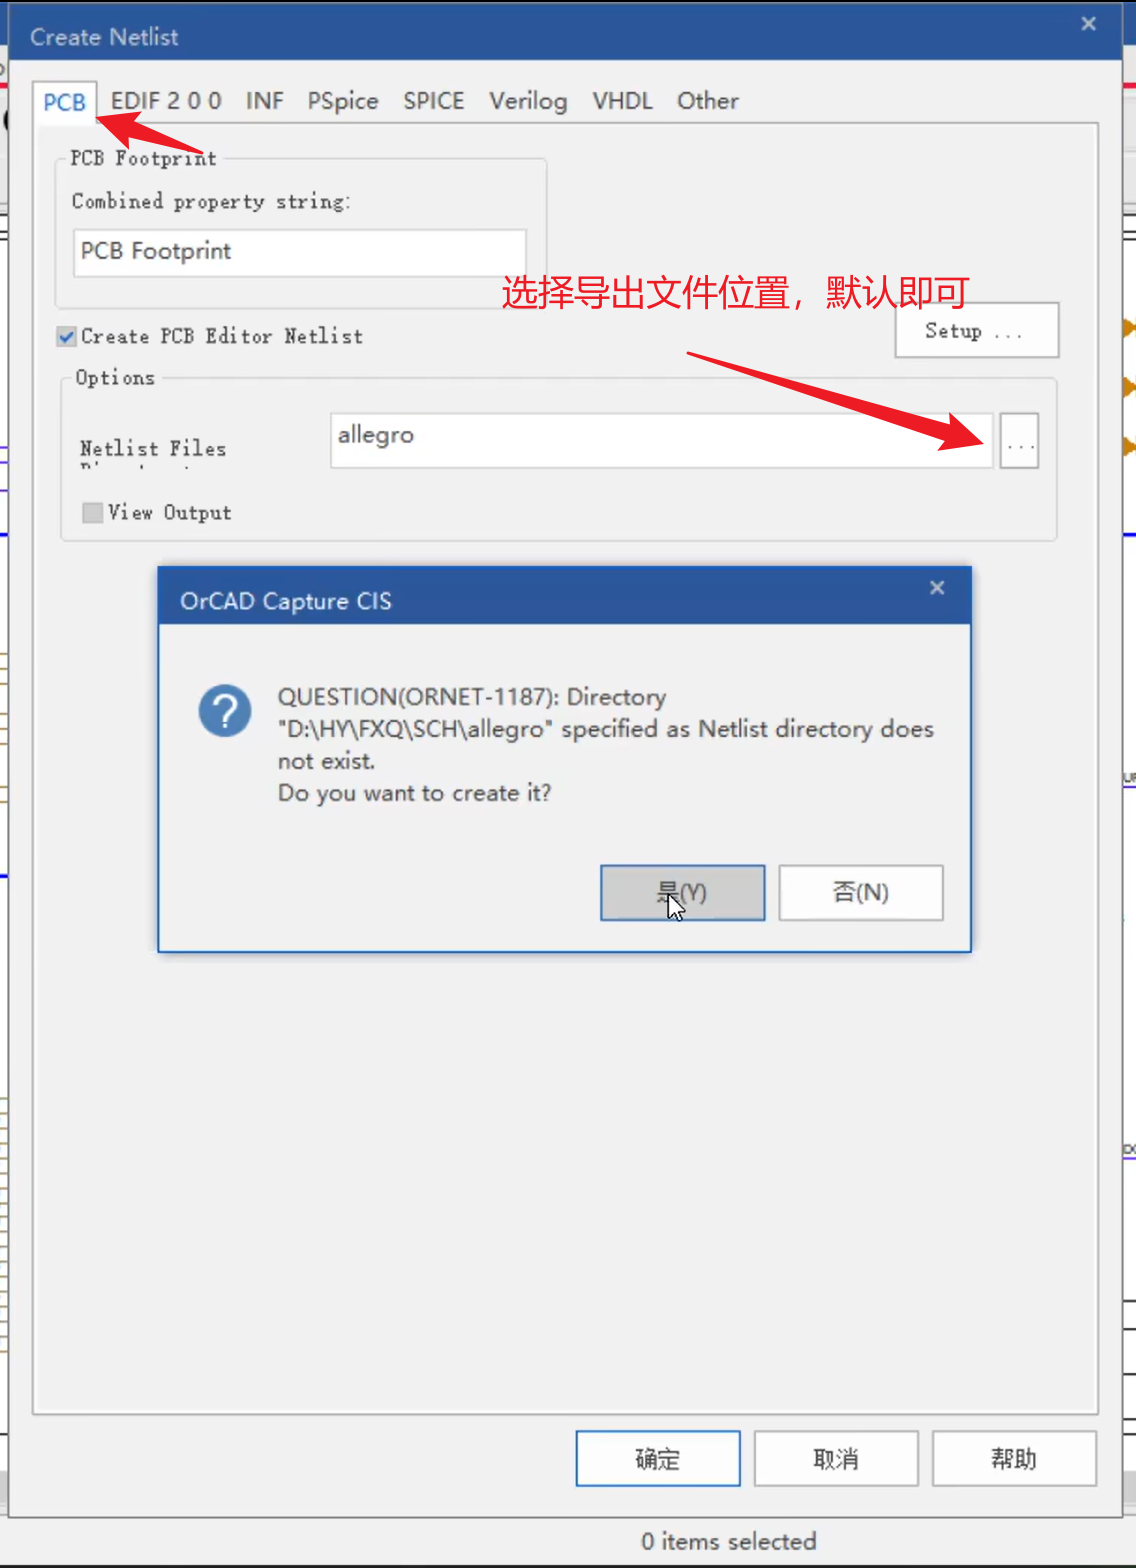 Create Netlist
PCB EDIF 2 0 0 INF PSpice SPICE Verilog VHDL Other
PCB Footprint
Combined property string:
PCB Footprint
选择导出文件位置，默认即可
Create PCB Editor Netlist
Setup ...
Options
Netlist Files
allegro
...
View Output
OrCAD Capture CIS
QUESTION(ORNET-1187): Directory
"D:\HY\FXQ\SCH\allegro" specified as Netlist directory does
not exist.
Do you want to create it?
是(Y) 否(N)
确定 取消 帮助
0 items selected